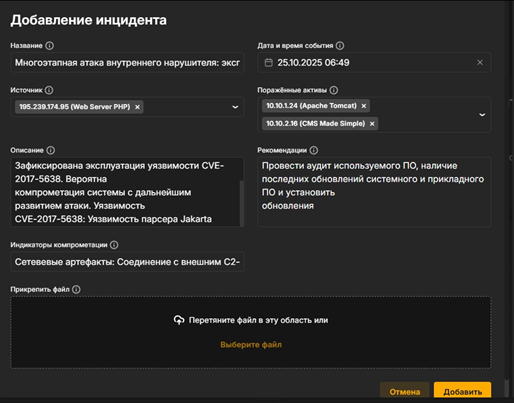 Добавление инцидента
Название
Дата и время события
Многоэтапная атака внутреннего нарушителя: эксг
25.10.2025 06:49
Источник
Поражённые активы
195.239.174.95 (Web Server PHP)
10.10.1.24 (Apache Tomcat)
10.10.2.16 (CMS Made Simple)
Описание
Рекомендации
Зафиксирована эксплуатация уязвимости CVE-
2017-5638. Вероятна
компрометация системы с дальнейшим
развитием атаки. Уязвимость
CVE-2017-5638: Уязвимость парсера Jakarta
Провести аудит используемого ПО, наличие
последних обновлений системного и прикладного
ПО и установить
обновления
Индикаторы компрометации
Сетевевые артефакты: Соединение с внешним C2-
Прикрепить файл
Перетяните файл в эту область или
Выберите файл
Отмена
Добавить